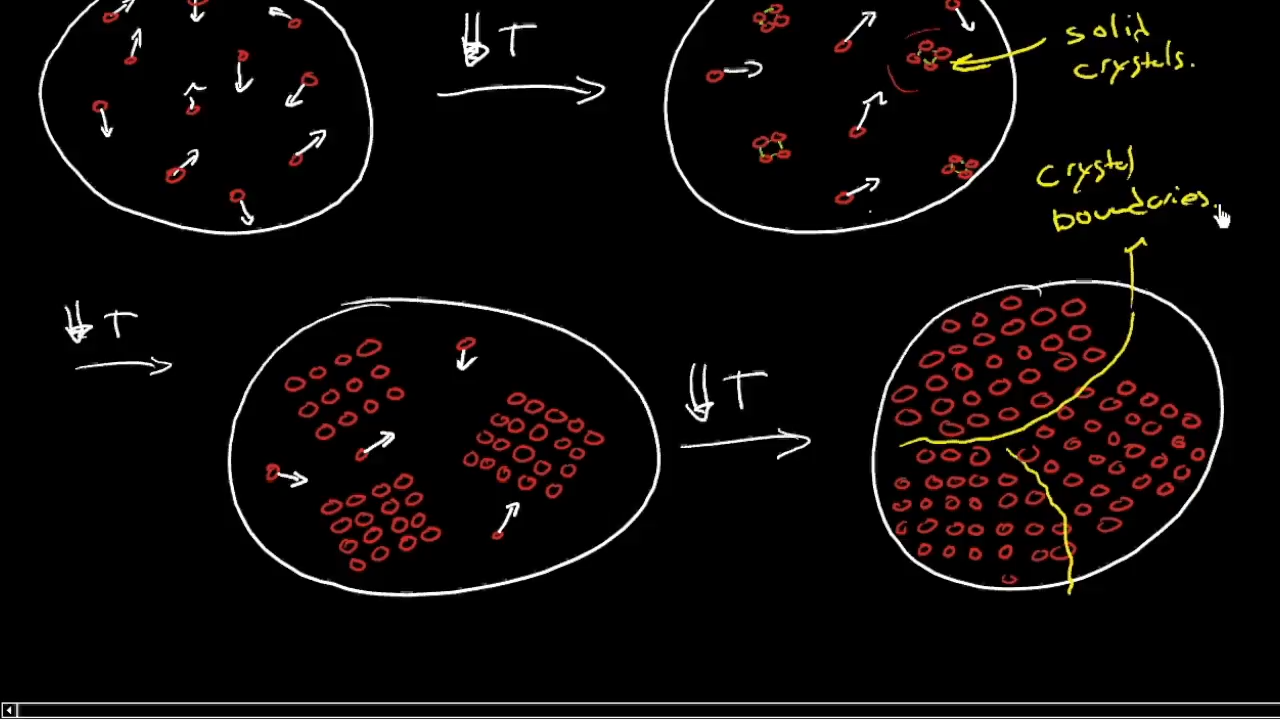 T
solid
crystals.
crystal
boundaries.
T
T